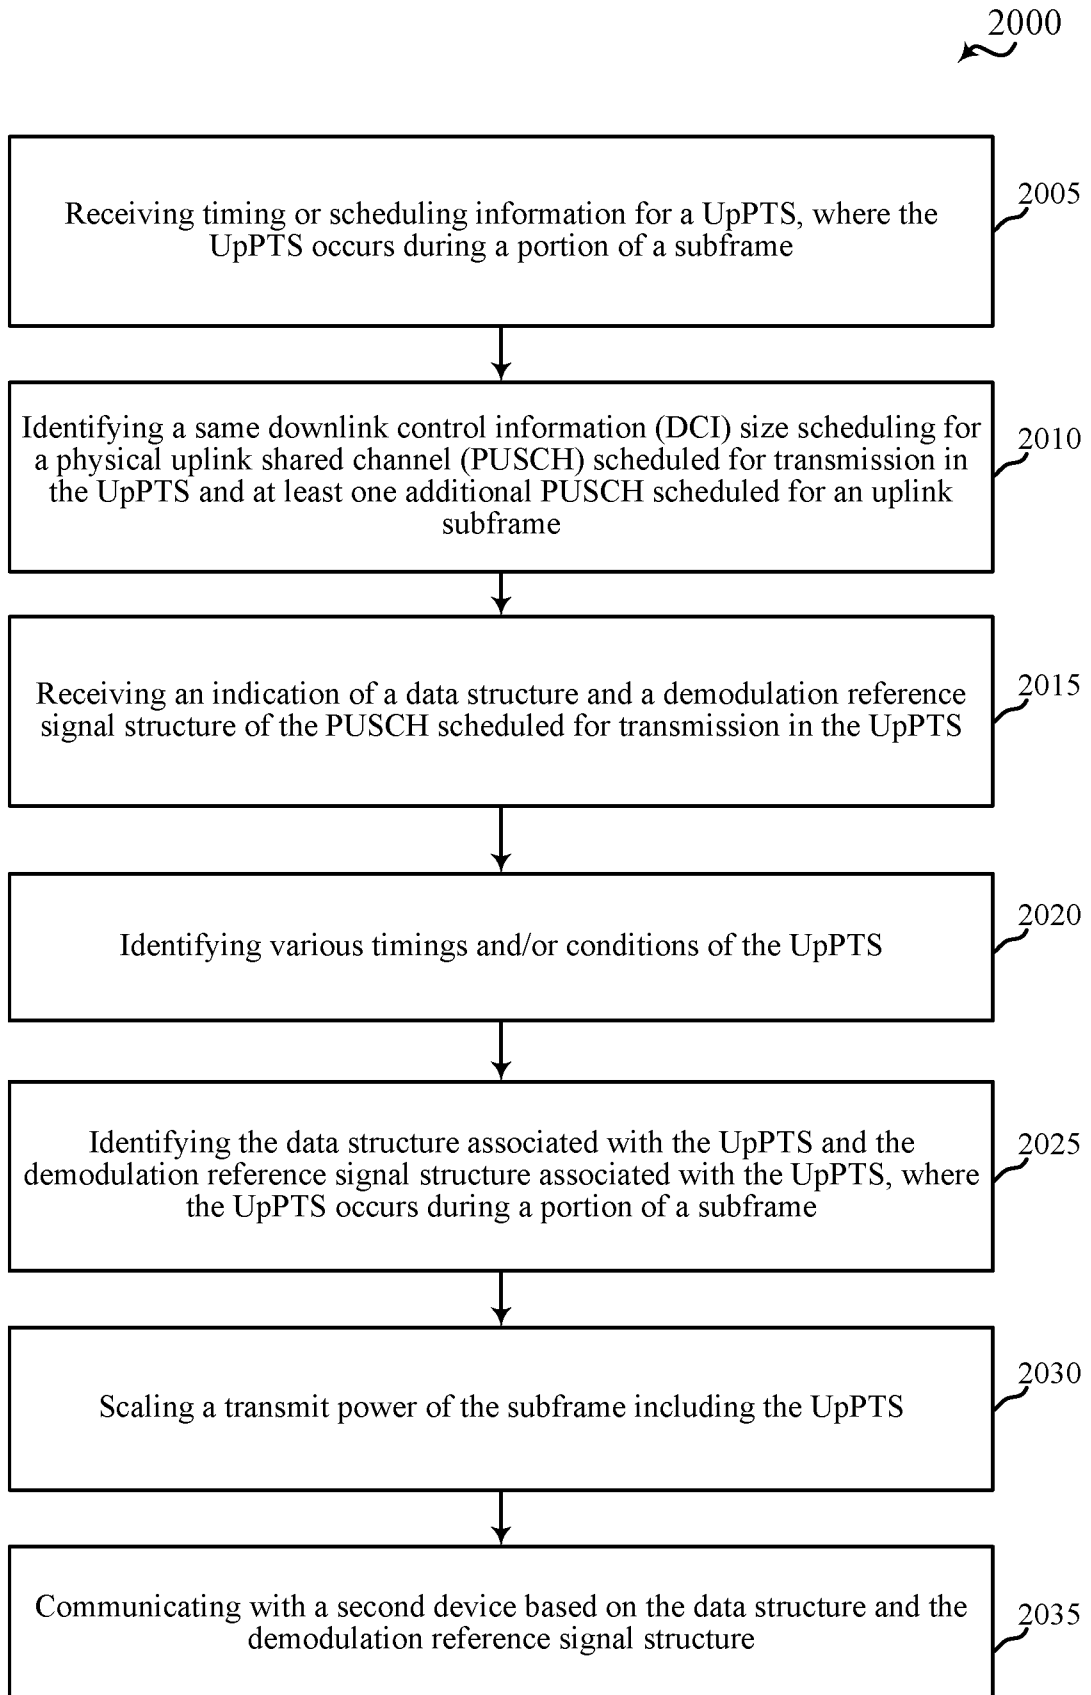 2000
Receiving timing or scheduling information for a UpPTS, where the
UpPTS occurs during a portion of a subframe
2005
Identifying a same downlink control information (DCI) size scheduling for
a physical uplink shared channel (PUSCH) scheduled for transmission in
the UpPTS and at least one additional PUSCH scheduled for an uplink
subframe
2010
Receiving an indication of a data structure and a demodulation reference
signal structure of the PUSCH scheduled for transmission in the UpPTS
2015
Identifying various timings and/or conditions of the UpPTS
2020
Identifying the data structure associated with the UpPTS and the
demodulation reference signal structure associated with the UpPTS, where
the UpPTS occurs during a portion of a subframe
2025
Scaling a transmit power of the subframe including the UpPTS
2030
Communicating with a second device based on the data structure and the
demodulation reference signal structure
2035